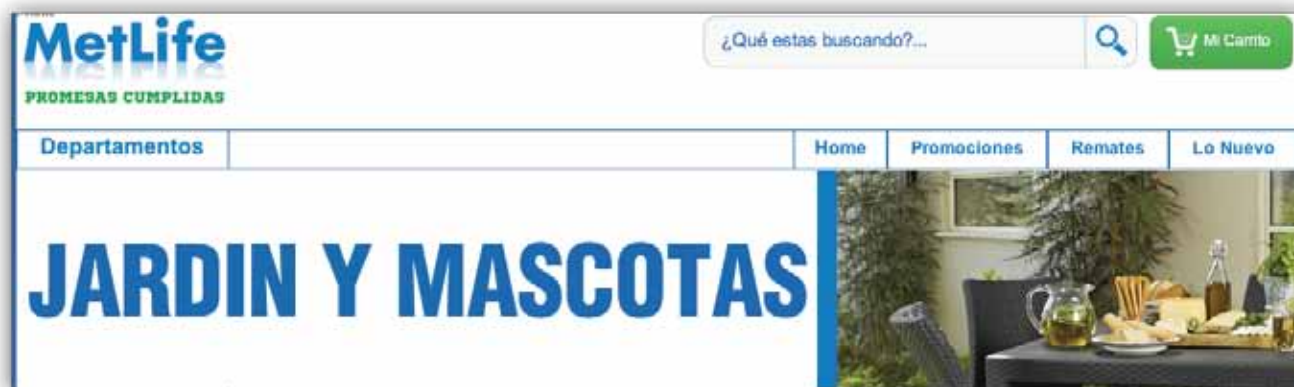 MetLife
PROMESAS CUMPLIDAS
¿Qué estas buscando?...
Mi Carrito
Departamentos
Home
Promociones
Remates
Lo Nuevo
JARDIN Y MASCOTAS